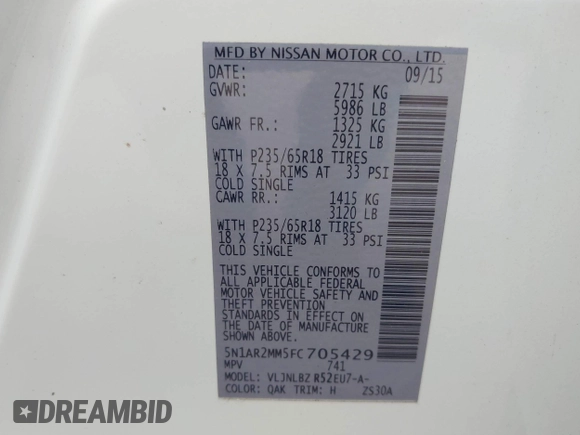 MFD BY NISSAN MOTOR CO., LTD.
DATE: 09/15
GVWR: 2715 KG
5986 LB
GAWR FR.: 1325 KG
2921 LB
WITH P235/65R18 TIRES
18 X 7.5 RIMS AT 33 PSI
COLD SINGLE
GAWR RR.: 1415 KG
3120 LB
WITH P235/65R18 TIRES
18 X 7.5 RIMS AT 33 PSI
COLD SINGLE
THIS VEHICLE CONFORMS TO
ALL APPLICABLE FEDERAL
MOTOR VEHICLE SAFETY AND
THEFT PREVENTION
STANDARDS IN EFFECT ON
THE DATE OF MANUFACTURE
SHOWN ABOVE.
5N1AR2MM5FC705429
MPV 741
MODEL: VLJNLBZ R52EU7-A-
COLOR: QAK TRIM: H 2S30A
DREAMBID